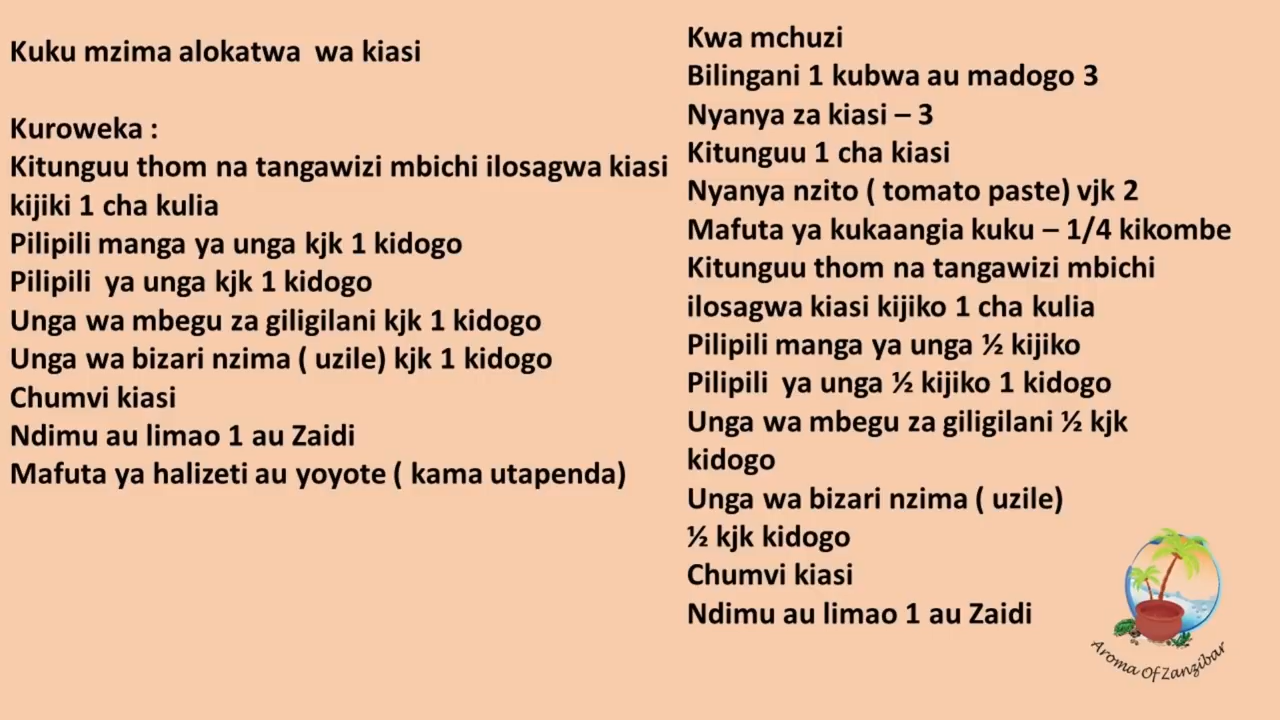 Kuku mzima alokatwa wa kiasi
Kuroweka :
Kitunguu thom na tangawizi mbichi ilosagwa kiasi
kijiki 1 cha kulia
Pilipili manga ya unga kjk 1 kidogo
Pilipili ya unga kjk 1 kidogo
Unga wa mbegu za giligilani kjk 1 kidogo
Unga wa bizari nzima ( uzile) kjk 1 kidogo
Chumvi kiasi
Ndimu au limao 1 au Zaidi
Mafuta ya halizeti au yoyote ( kama utapenda)
Kwa mchuzi
Bilingani 1 kubwa au madogo 3
Nyanya za kiasi – 3
Kitunguu 1 cha kiasi
Nyanya nzito ( tomato paste) vjk 2
Mafuta ya kukaangia kuku – 1/4 kikombe
Kitunguu thom na tangawizi mbichi
ilosagwa kiasi kijiko 1 cha kulia
Pilipili manga ya unga ½ kijiko
Pilipili ya unga ½ kijiko 1 kidogo
Unga wa mbegu za giligilani ½ kjk
kidogo
Unga wa bizari nzima ( uzile)
½ kjk kidogo
Chumvi kiasi
Ndimu au limao 1 au Zaidi
Aroma Of Zanzibar